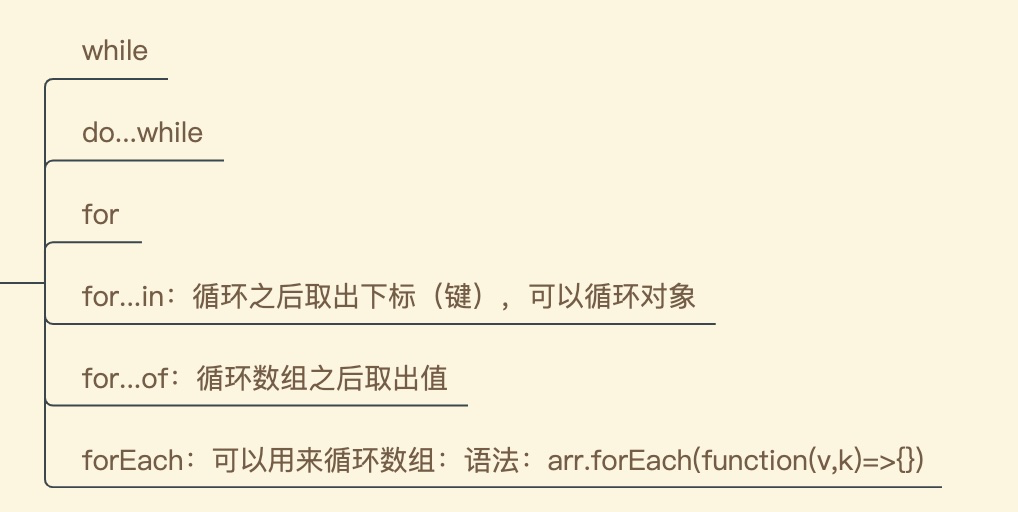 while
do...while
for
for...in：循环之后取出下标（键），可以循环对象
for...of：循环数组之后取出值
forEach：可以用来循环数组：语法：arr.forEach(function(v,k)=>{})